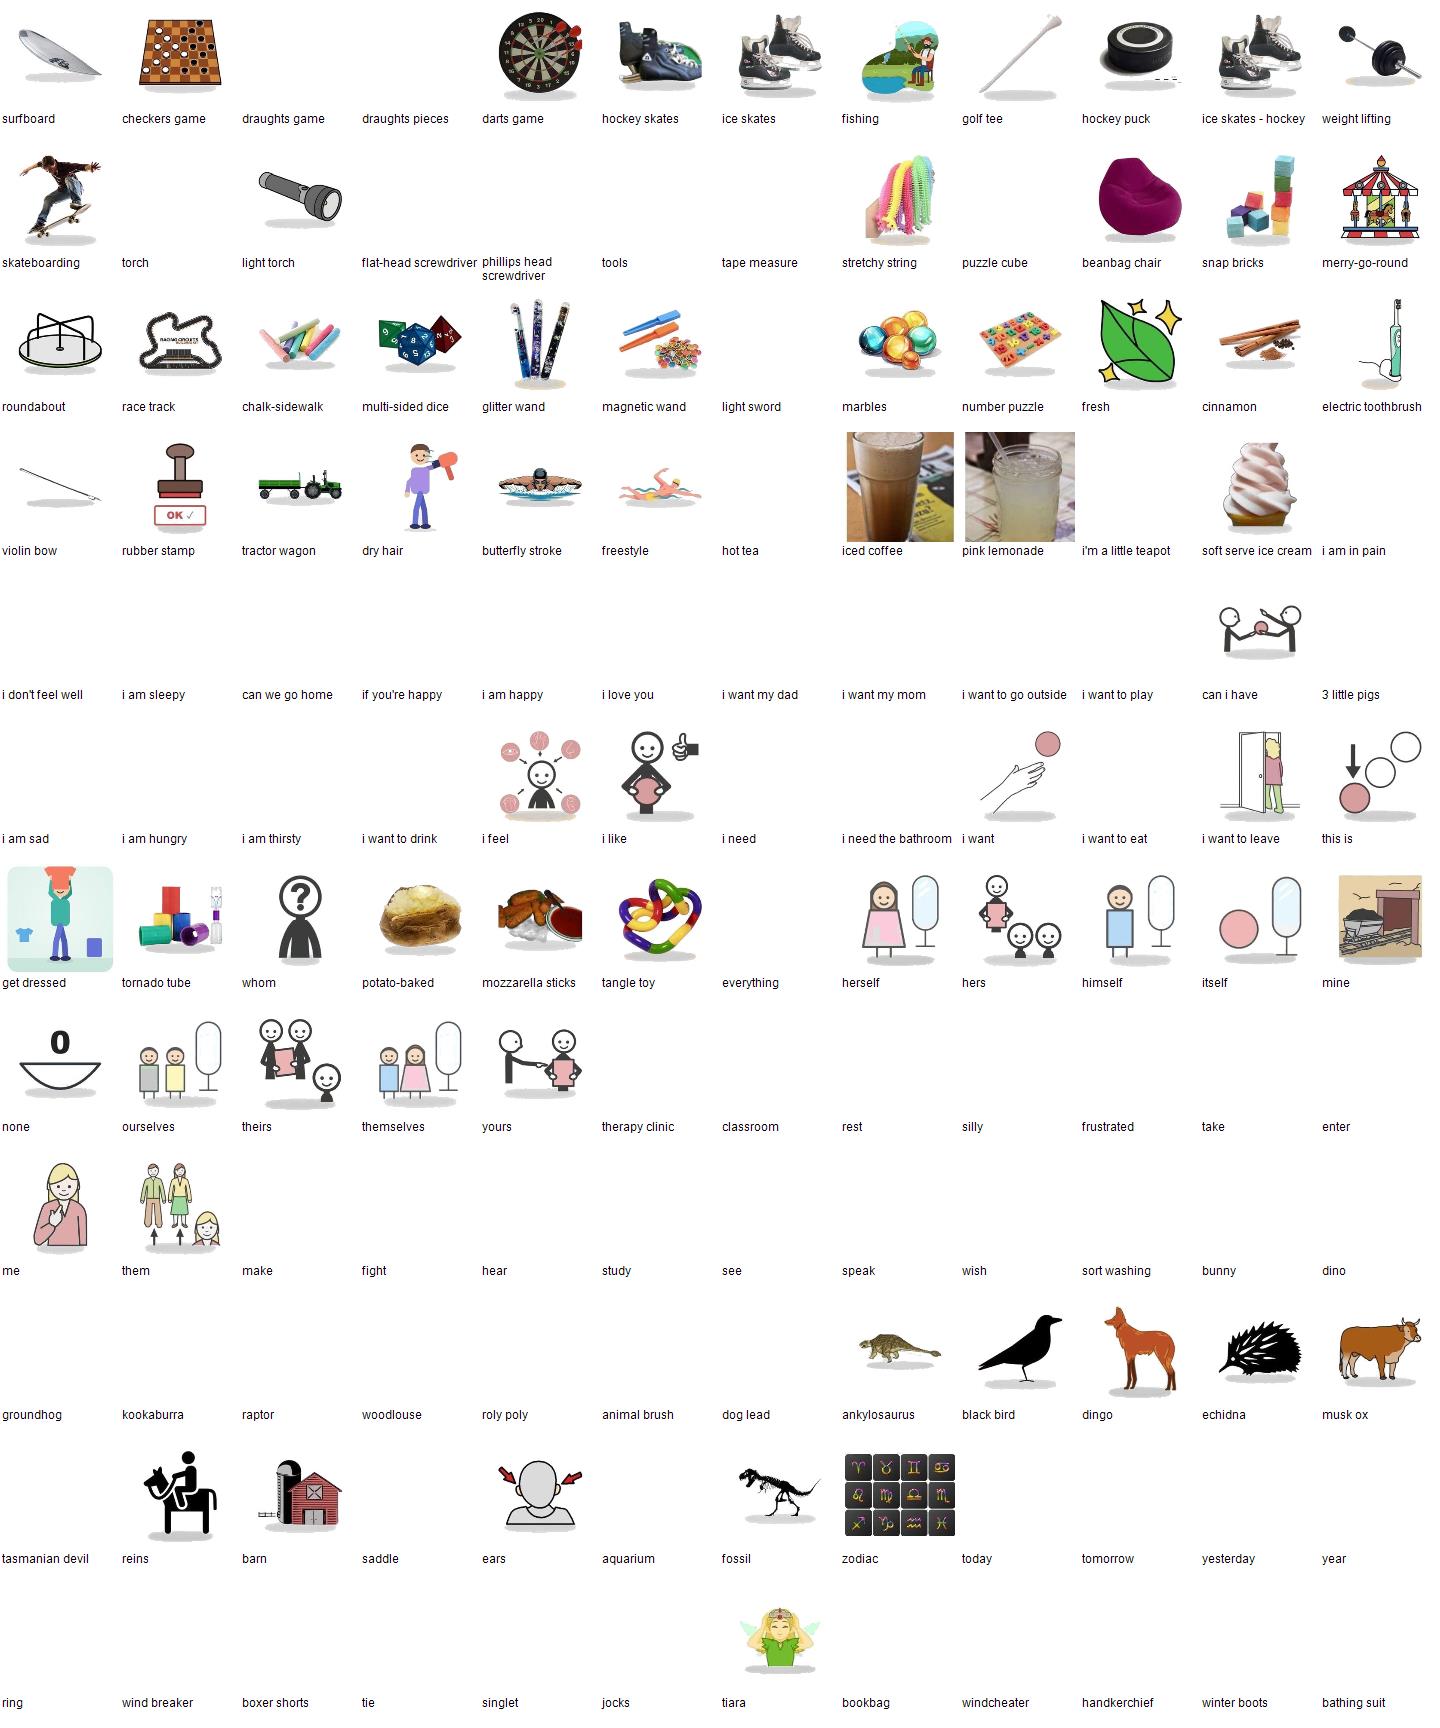 surfboard
checkers game
draughts game
draughts pieces
darts game
hockey skates
ice skates
fishing
golf tee
hockey puck
ice skates - hockey
weight lifting
skateboarding
torch
light torch
flat-head screwdriver
phillips head
screwdriver
tools
tape measure
stretchy string
puzzle cube
beanbag chair
snap bricks
merry-go-round
roundabout
race track
chalk-sidewalk
multi-sided dice
glitter wand
magnetic wand
light sword
marbles
number puzzle
fresh
cinnamon
electric toothbrush
OK ✓
violin bow
rubber stamp
tractor wagon
dry hair
butterfly stroke
freestyle
hot tea
iced coffee
pink lemonade
i'm a little teapot
soft serve ice cream
i am in pain
i don't feel well
i am sleepy
can we go home
if you're happy
i am happy
i love you
i want my dad
i want my mom
i want to go outside
i want to play
can i have
3 little pigs
i am sad
i am hungry
i am thirsty
i want to drink
i feel
i like
i need
i need the bathroom
i want
i want to eat
i want to leave
this is
?
get dressed
tornado tube
whom
potato-baked
mozzarella sticks
tangle toy
everything
herself
hers
himself
itself
mine
0
none
ourselves
theirs
themselves
yours
therapy clinic
classroom
rest
silly
frustrated
take
enter
me
them
make
fight
hear
study
see
speak
wish
sort washing
bunny
dino
groundhog
kookaburra
raptor
woodlouse
roly poly
animal brush
dog lead
ankylosaurus
black bird
dingo
echidna
musk ox
tasmanian devil
reins
barn
saddle
ears
aquarium
fossil
zodiac
today
tomorrow
yesterday
year
ring
wind breaker
boxer shorts
tie
singlet
jocks
tiara
bookbag
windcheater
handkerchief
winter boots
bathing suit